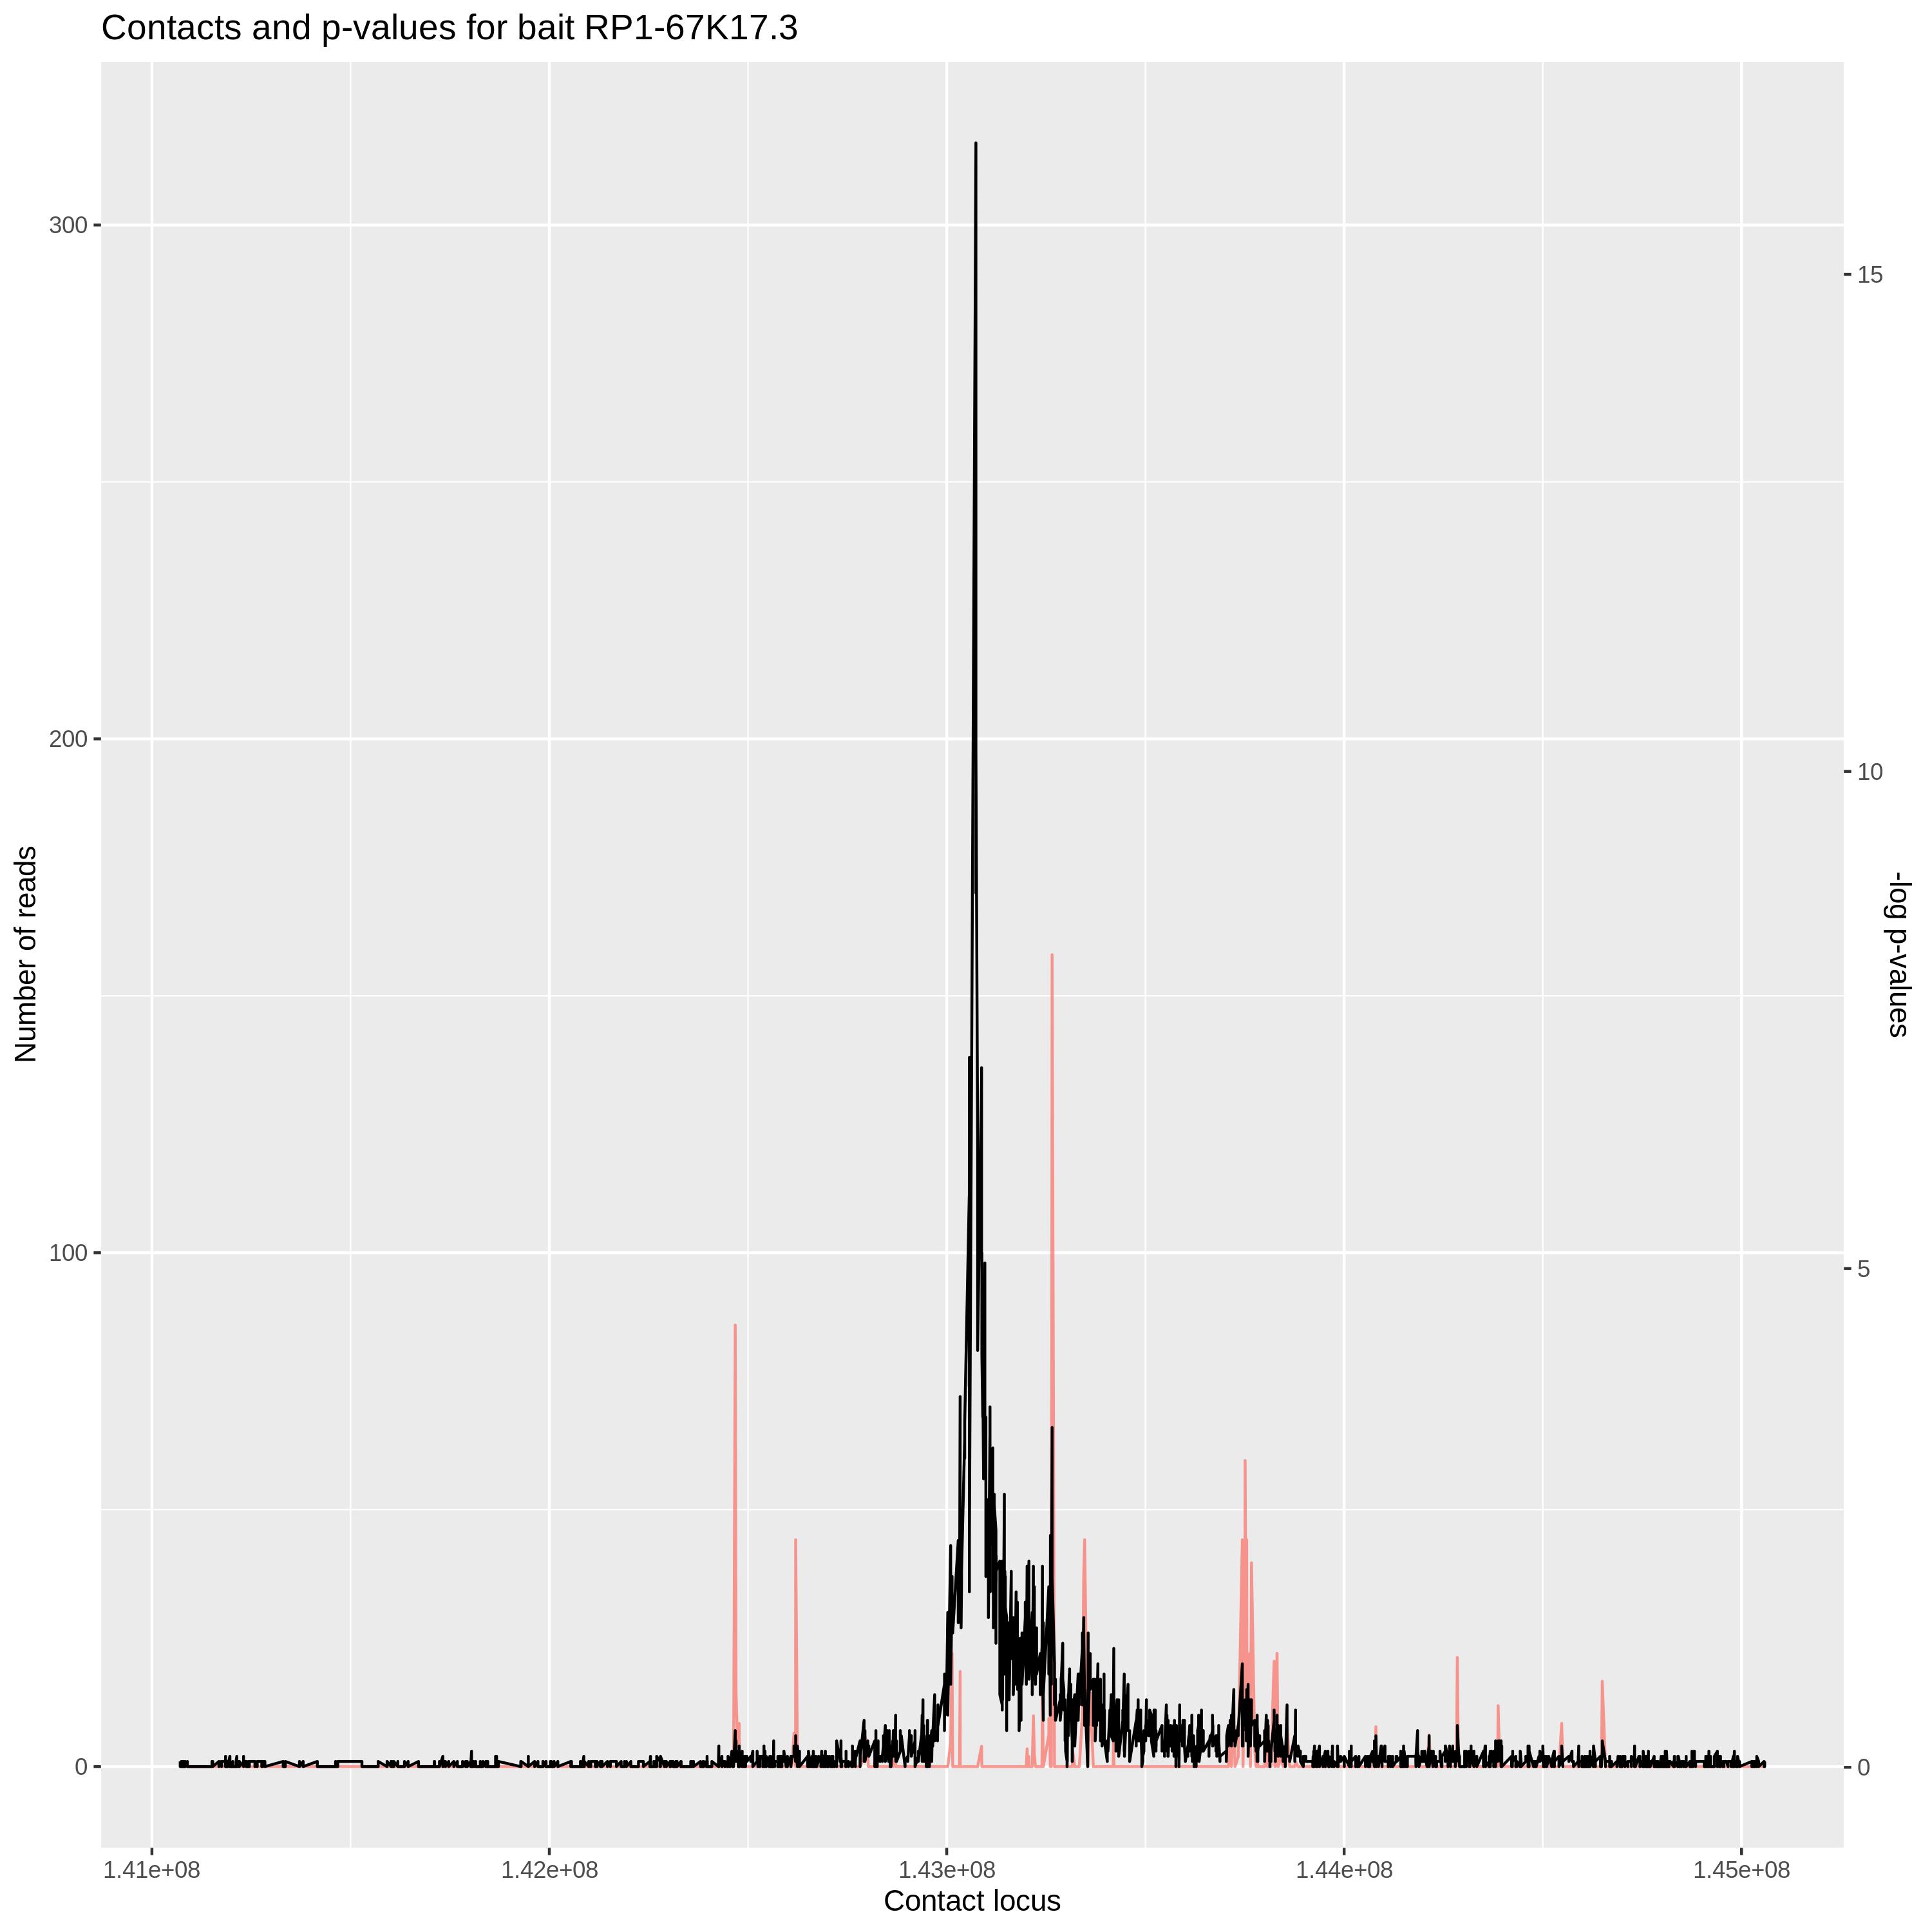 Contacts and p-values for bait RP1-67K17.3
Number of reads
300
200
100
0
15
10
5
0
-log p-values
1.41e+08 1.42e+08 1.43e+08 1.44e+08 1.45e+08
Contact locus